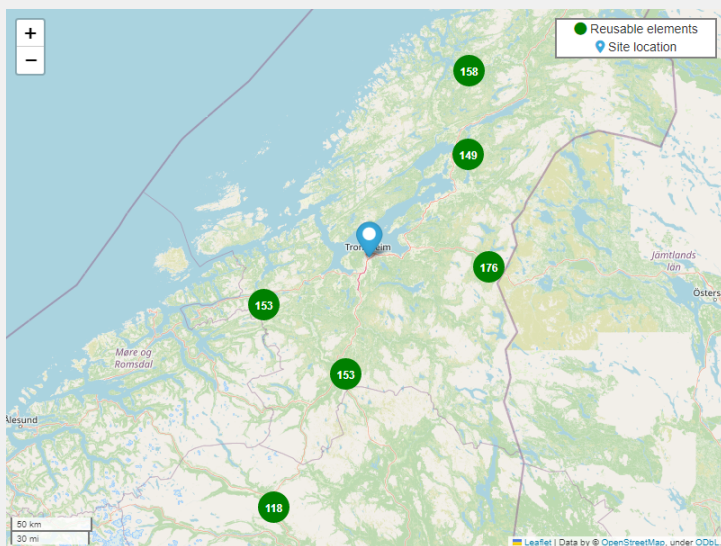 +
−
Reusable elements
Site location
158
149
176
153
153
118
Jämtlands
län
Östers
Møre og
Romsdal
Ålesund
50 km
30 mi
Leaflet | Data by © OpenStreetMap, under ODbL